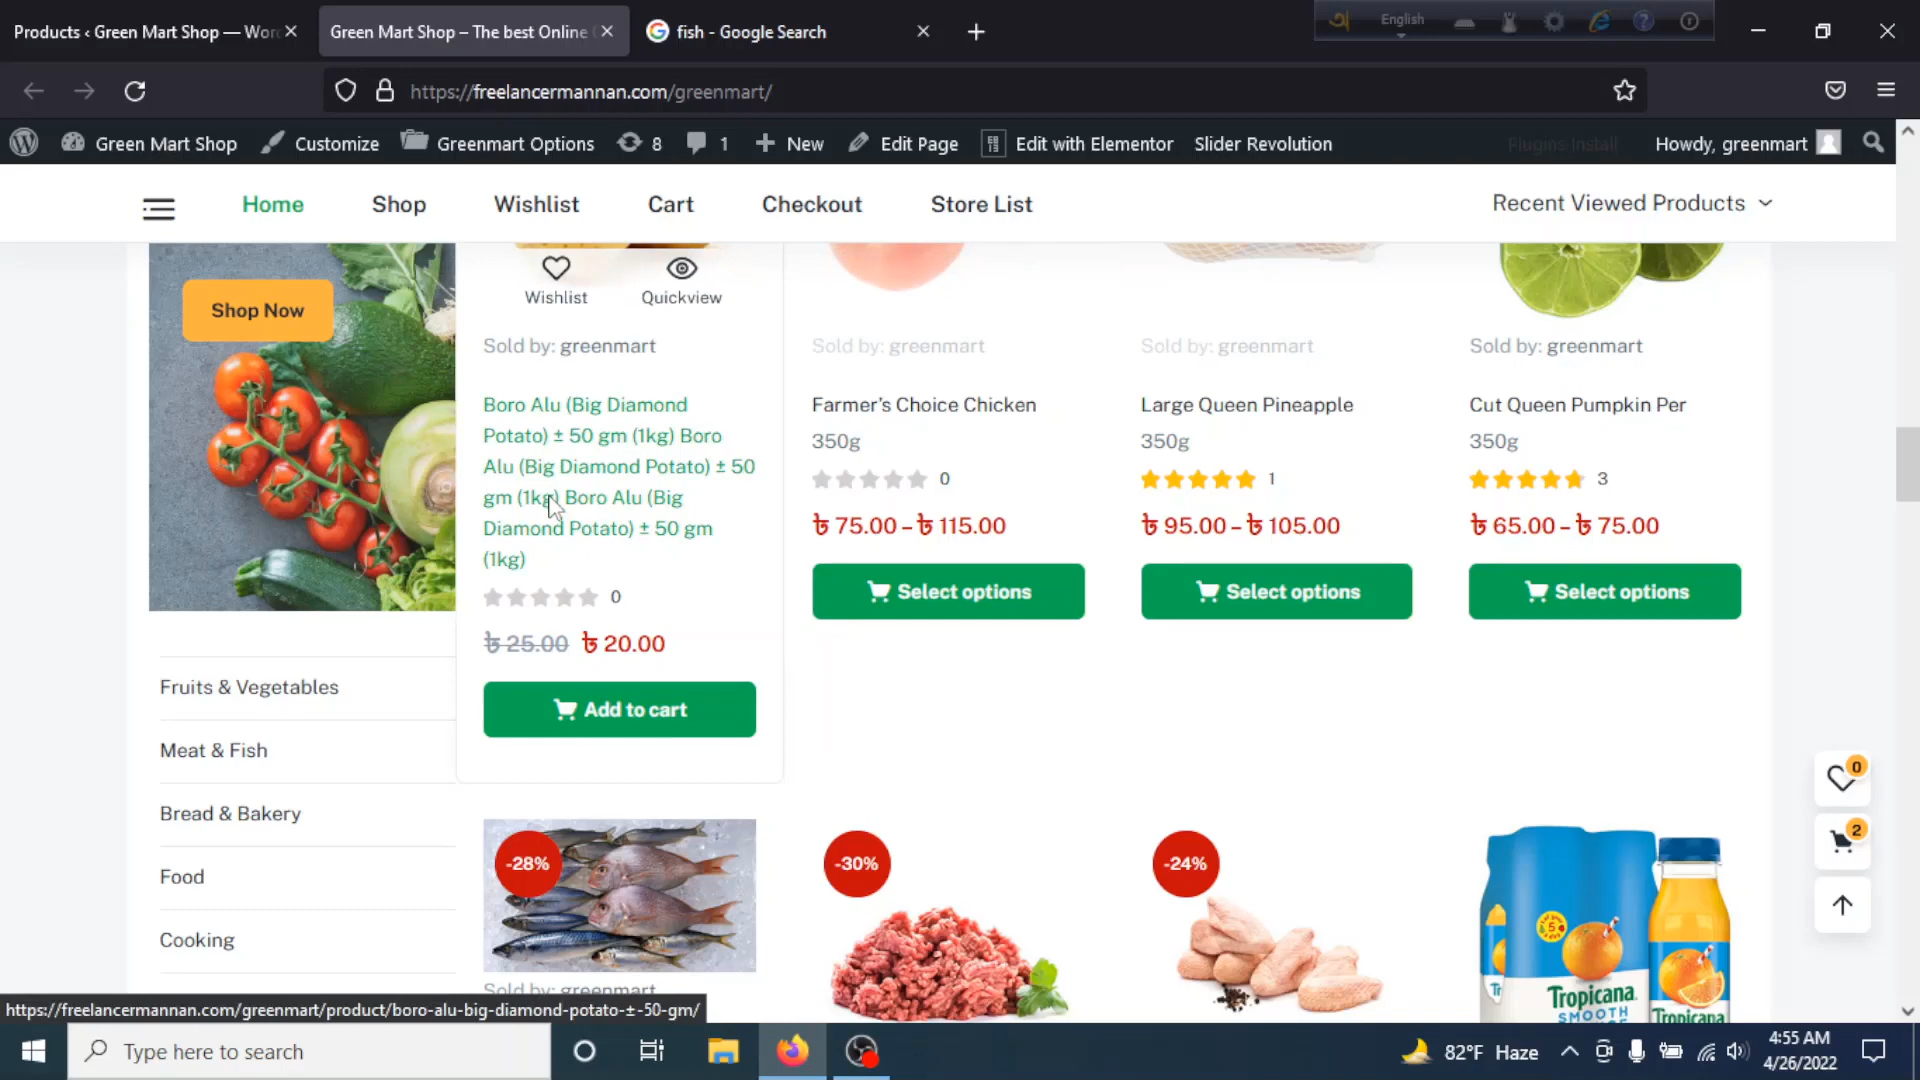 Products ‹ Green Mart Shop — Wor
Green Mart Shop – The best Online
fish - Google Search
English
https://freelancermannan.com/greenmart/
Green Mart Shop
Customize
Greenmart Options
8
1
New
Edit Page
Edit with Elementor
Slider Revolution
Plugins Install
Howdy, greenmart
Home
Shop
Wishlist
Cart
Checkout
Store List
Recent Viewed Products
Shop Now
Wishlist
Quickview
Sold by: greenmart
Boro Alu (Big Diamond
Potato) ± 50 gm (1kg) Boro
Alu (Big Diamond Potato) ± 50
gm (1kg) Boro Alu (Big
Diamond Potato) ± 50 gm
(1kg)
0
৳ 25.00 ৳ 20.00
Add to cart
Sold by: greenmart
Farmer’s Choice Chicken
350g
0
৳ 75.00 – ৳ 115.00
Select options
Sold by: greenmart
Large Queen Pineapple
350g
1
৳ 95.00 – ৳ 105.00
Select options
Sold by: greenmart
Cut Queen Pumpkin Per
350g
3
৳ 65.00 – ৳ 75.00
Select options
Fruits & Vegetables
Meat & Fish
Bread & Bakery
Food
Cooking
-28%
Sold by: greenmart
-30%
-24%
5
Tropicana
SMOOTH
Tropicana
0
2
https://freelancermannan.com/greenmart/product/boro-alu-big-diamond-potato-±-50-gm/
Type here to search
82°F Haze
4:55 AM
4/26/2022